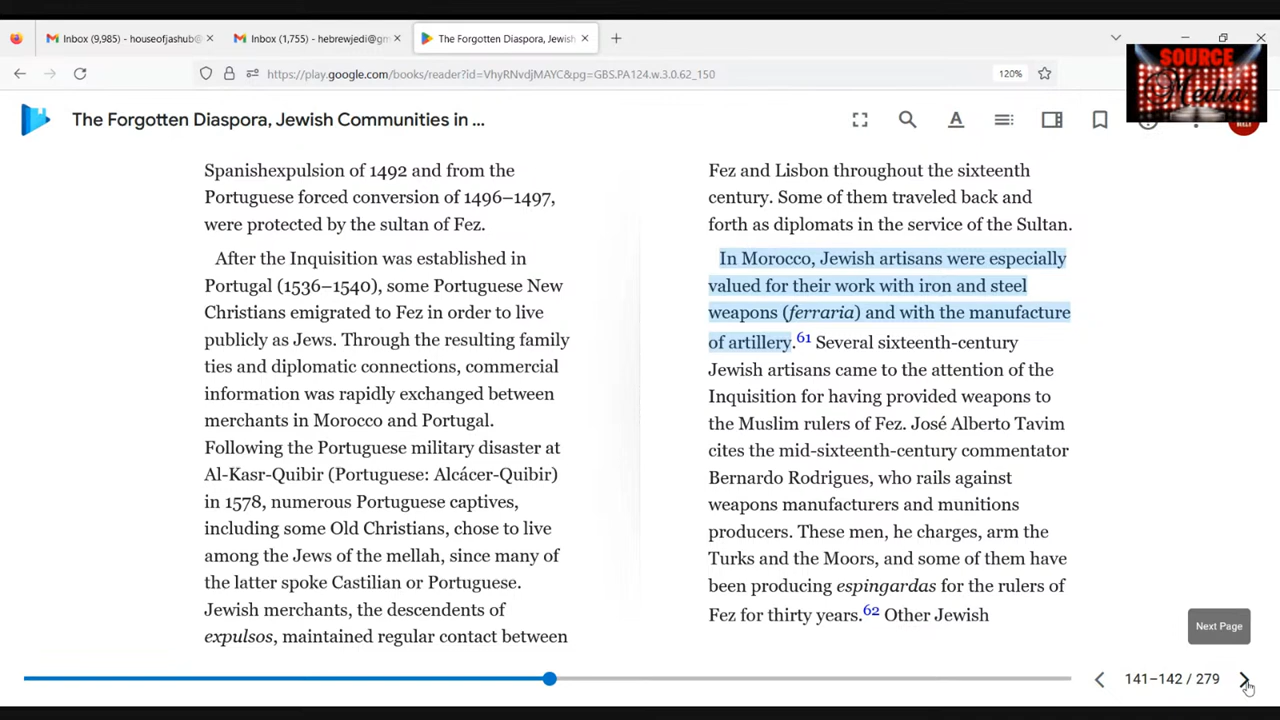 Inbox (9,985) - houseofjashub@
Inbox (1,755) - hebrewjedi@gm
The Forgotten Diaspora, Jewish
https://play.google.com/books/reader?id=VhyRNvdjMAYC&pg=GBS.PA124.w.3.0.62_150
120%
SOURCE
Media
The Forgotten Diaspora, Jewish Communities in ...
Spanishexpulsion of 1492 and from the
Portuguese forced conversion of 1496–1497,
were protected by the sultan of Fez.
After the Inquisition was established in
Portugal (1536–1540), some Portuguese New
Christians emigrated to Fez in order to live
publicly as Jews. Through the resulting family
ties and diplomatic connections, commercial
information was rapidly exchanged between
merchants in Morocco and Portugal.
Following the Portuguese military disaster at
Al-Kasr-Quibir (Portuguese: Alcácer-Quibir)
in 1578, numerous Portuguese captives,
including some Old Christians, chose to live
among the Jews of the mellah, since many of
the latter spoke Castilian or Portuguese.
Jewish merchants, the descendents of
expulsos, maintained regular contact between
Fez and Lisbon throughout the sixteenth
century. Some of them traveled back and
forth as diplomats in the service of the Sultan.
In Morocco, Jewish artisans were especially
valued for their work with iron and steel
weapons (ferraria) and with the manufacture
of artillery.61 Several sixteenth-century
Jewish artisans came to the attention of the
Inquisition for having provided weapons to
the Muslim rulers of Fez. José Alberto Tavim
cites the mid-sixteenth-century commentator
Bernardo Rodrigues, who rails against
weapons manufacturers and munitions
producers. These men, he charges, arm the
Turks and the Moors, and some of them have
been producing espingardas for the rulers of
Fez for thirty years.62 Other Jewish
Next Page
141–142 / 279